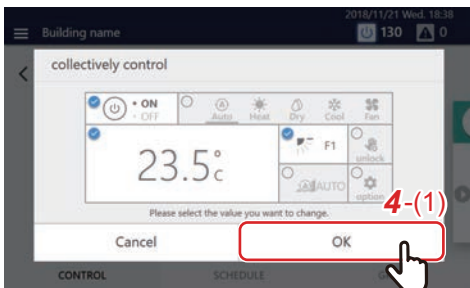 2018/11/21 Wed. 18:38
Building name
130
0
collectively control
• ON
• OFF
A
Auto
Heat
Dry
Cool
Fan
23.5°C
F1
unlock
A AUTO
option
4-(1)
Please select the value you want to change.
Cancel
OK
CONTROL
SCHEDULE